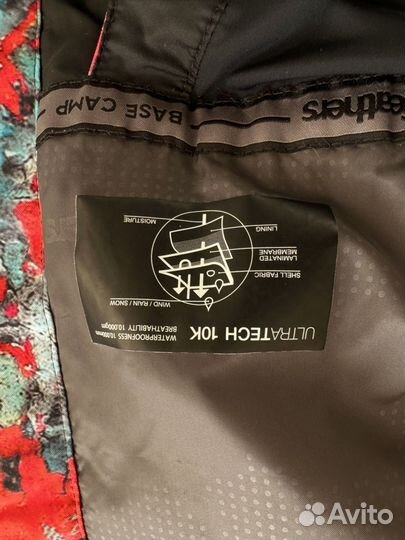 BASE CAMP
eathers
ULTRATECH 10K
WATERPROOFNESS 10.000mm
BREATHABILITY 10.000gm
WIND / RAIN / SNOW
SHELL FABRIC
LAMINATED
MEMBRANE
LINING
MOISTURE
Avito